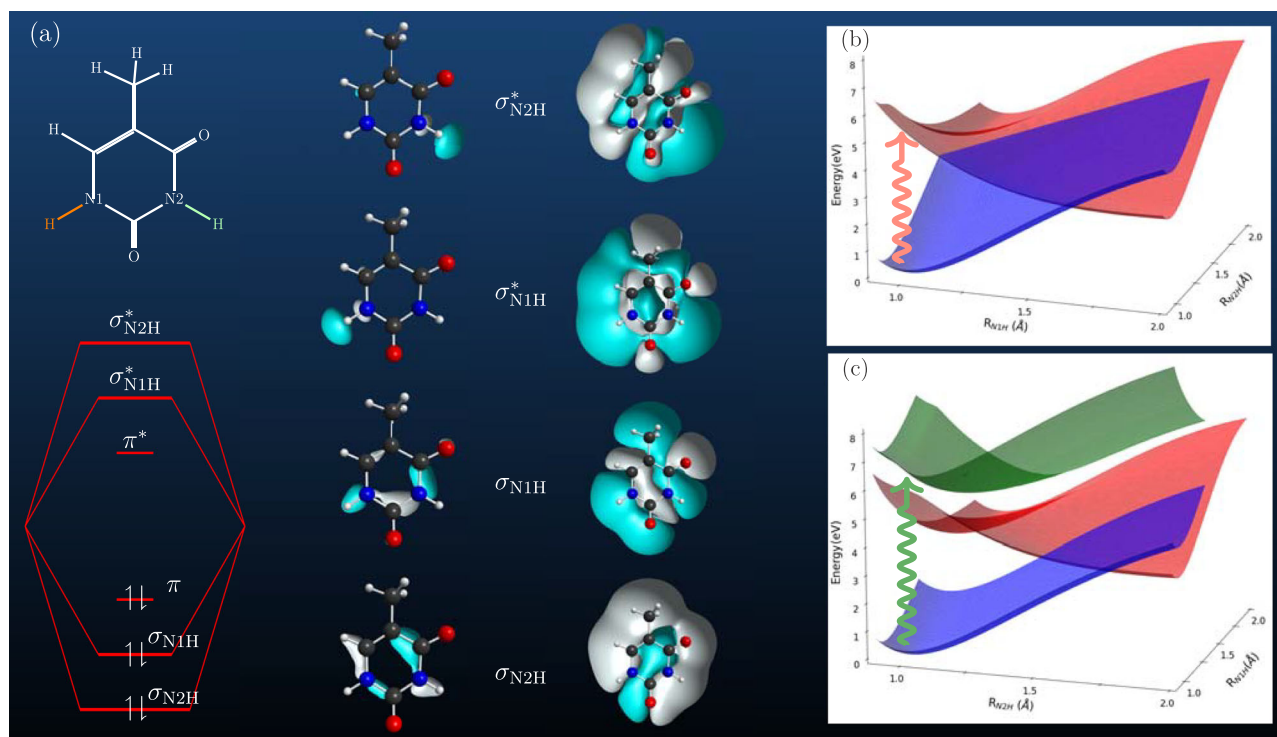 (a)
H
H
H
H
O
N1
N2
H
H
O
σ*N2H
σ*N1H
π*
π
σN1H
σN2H
σ*N2H
σ*N1H
σN1H
σN2H
(b)
Energy(eV)
8
7
6
5
4
3
2
1
0
1.0
1.5
2.0
RN1H (Å)
1.0
1.5
2.0
RN2H(Å)
(c)
Energy(eV)
8
7
6
5
4
3
2
1
0
1.0
1.5
2.0
RN2H (Å)
1.0
1.5
2.0
RN1H(Å)